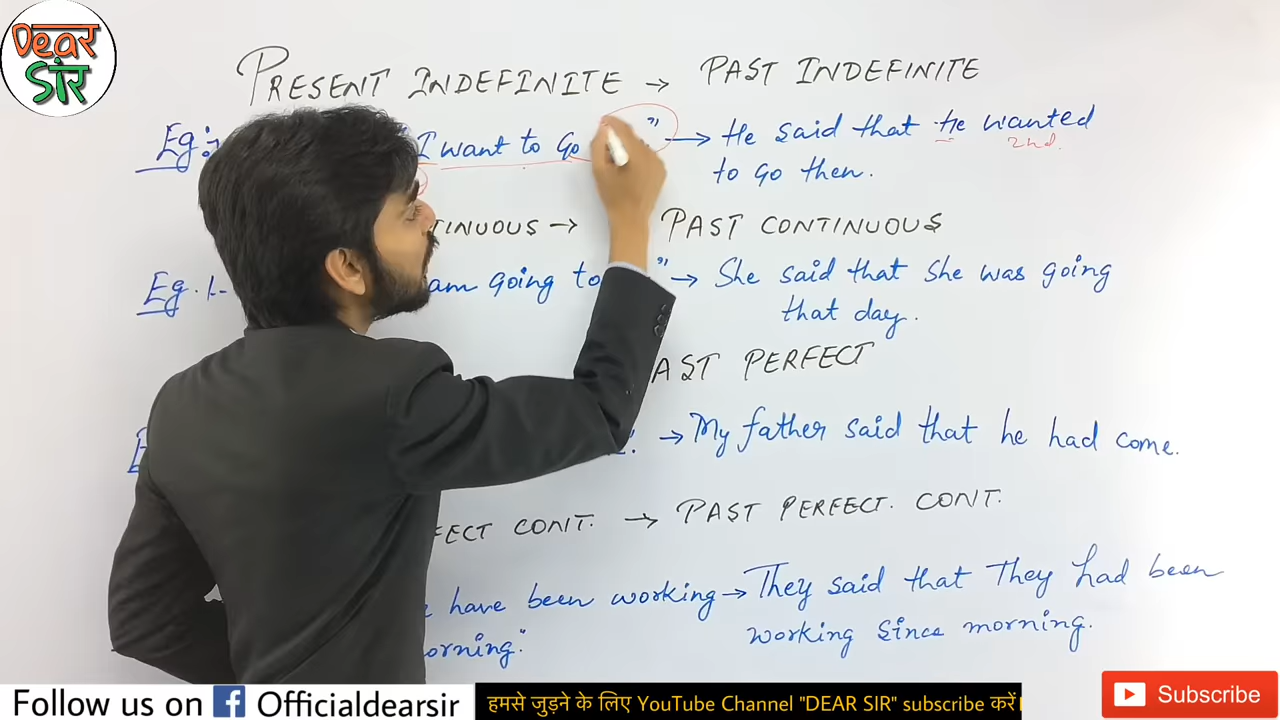 Dear
Sir
PRESENT INDEFINITE → PAST INDEFINITE
Eg:- I want to go ” → He said that he wanted
2nd.
to go then.
TINUOUS → PAST CONTINUOUS
Eg.:- am going to ” → She said that she was going
that day.
AST PERFECT
→ My father said that he had come.
FECT CONT. → PAST PERFECT. CONT.
have been working → They said that They had been
orning.” working since morning.
Follow us on f Officialdearsir
हमसे जुड़ने के लिए YouTube Channel "DEAR SIR" subscribe करें
Subscribe